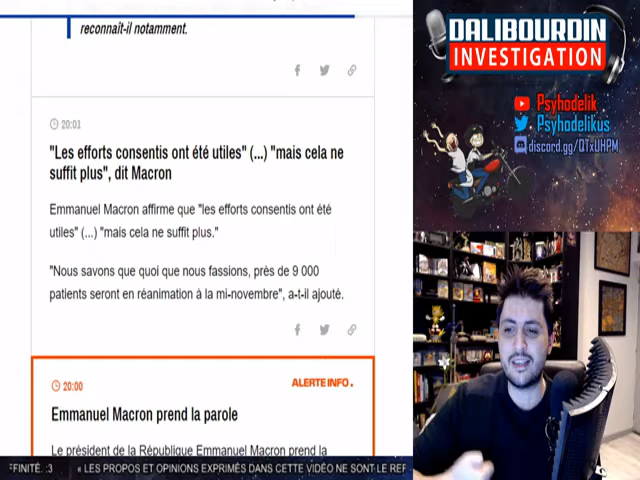 reconnaît-il notamment.
20:01
"Les efforts consentis ont été utiles" (...) "mais cela ne
suffit plus", dit Macron
Emmanuel Macron affirme que "les efforts consentis ont été
utiles" (...) "mais cela ne suffit plus."
"Nous savons que quoi que nous fassions, près de 9 000
patients seront en réanimation à la mi-novembre", a-t-il ajouté.
20:00
ALERTE INFO.
Emmanuel Macron prend la parole
Le président de la République Emmanuel Macron prend la
FFINITÉ. :3 « LES PROPOS ET OPINIONS EXPRIMÉS DANS CETTE VIDÉO NE SONT LE REF
DALIBOURDIN
INVESTIGATION
Psyhodelik
Psyhodelikus
discord.gg/QTxUHPM